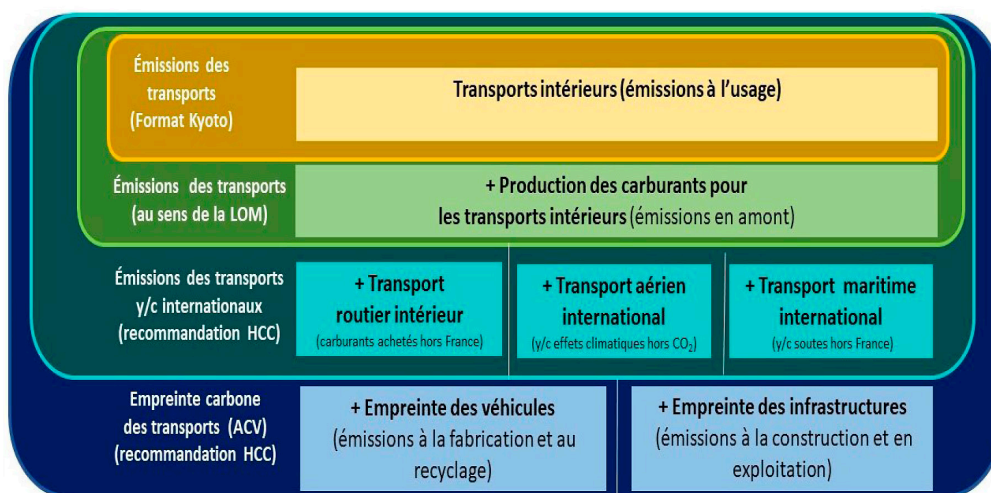 Émissions des
transports
(Format Kyoto)
Transports intérieurs (émissions à l'usage)
Émissions des transports
(au sens de la LOM)
+ Production des carburants pour
les transports intérieurs (émissions en amont)
Émissions des transports
y/c internationaux
(recommandation HCC)
+ Transport
routier intérieur
(carburants achetés hors France)
+ Transport aérien
international
(y/c effets climatiques hors CO₂)
+ Transport maritime
international
(y/c soutes hors France)
Empreinte carbone
des transports (ACV)
(recommandation HCC)
+ Empreinte des véhicules
(émissions à la fabrication et au
recyclage)
+ Empreinte des infrastructures
(émissions à la construction et en
exploitation)